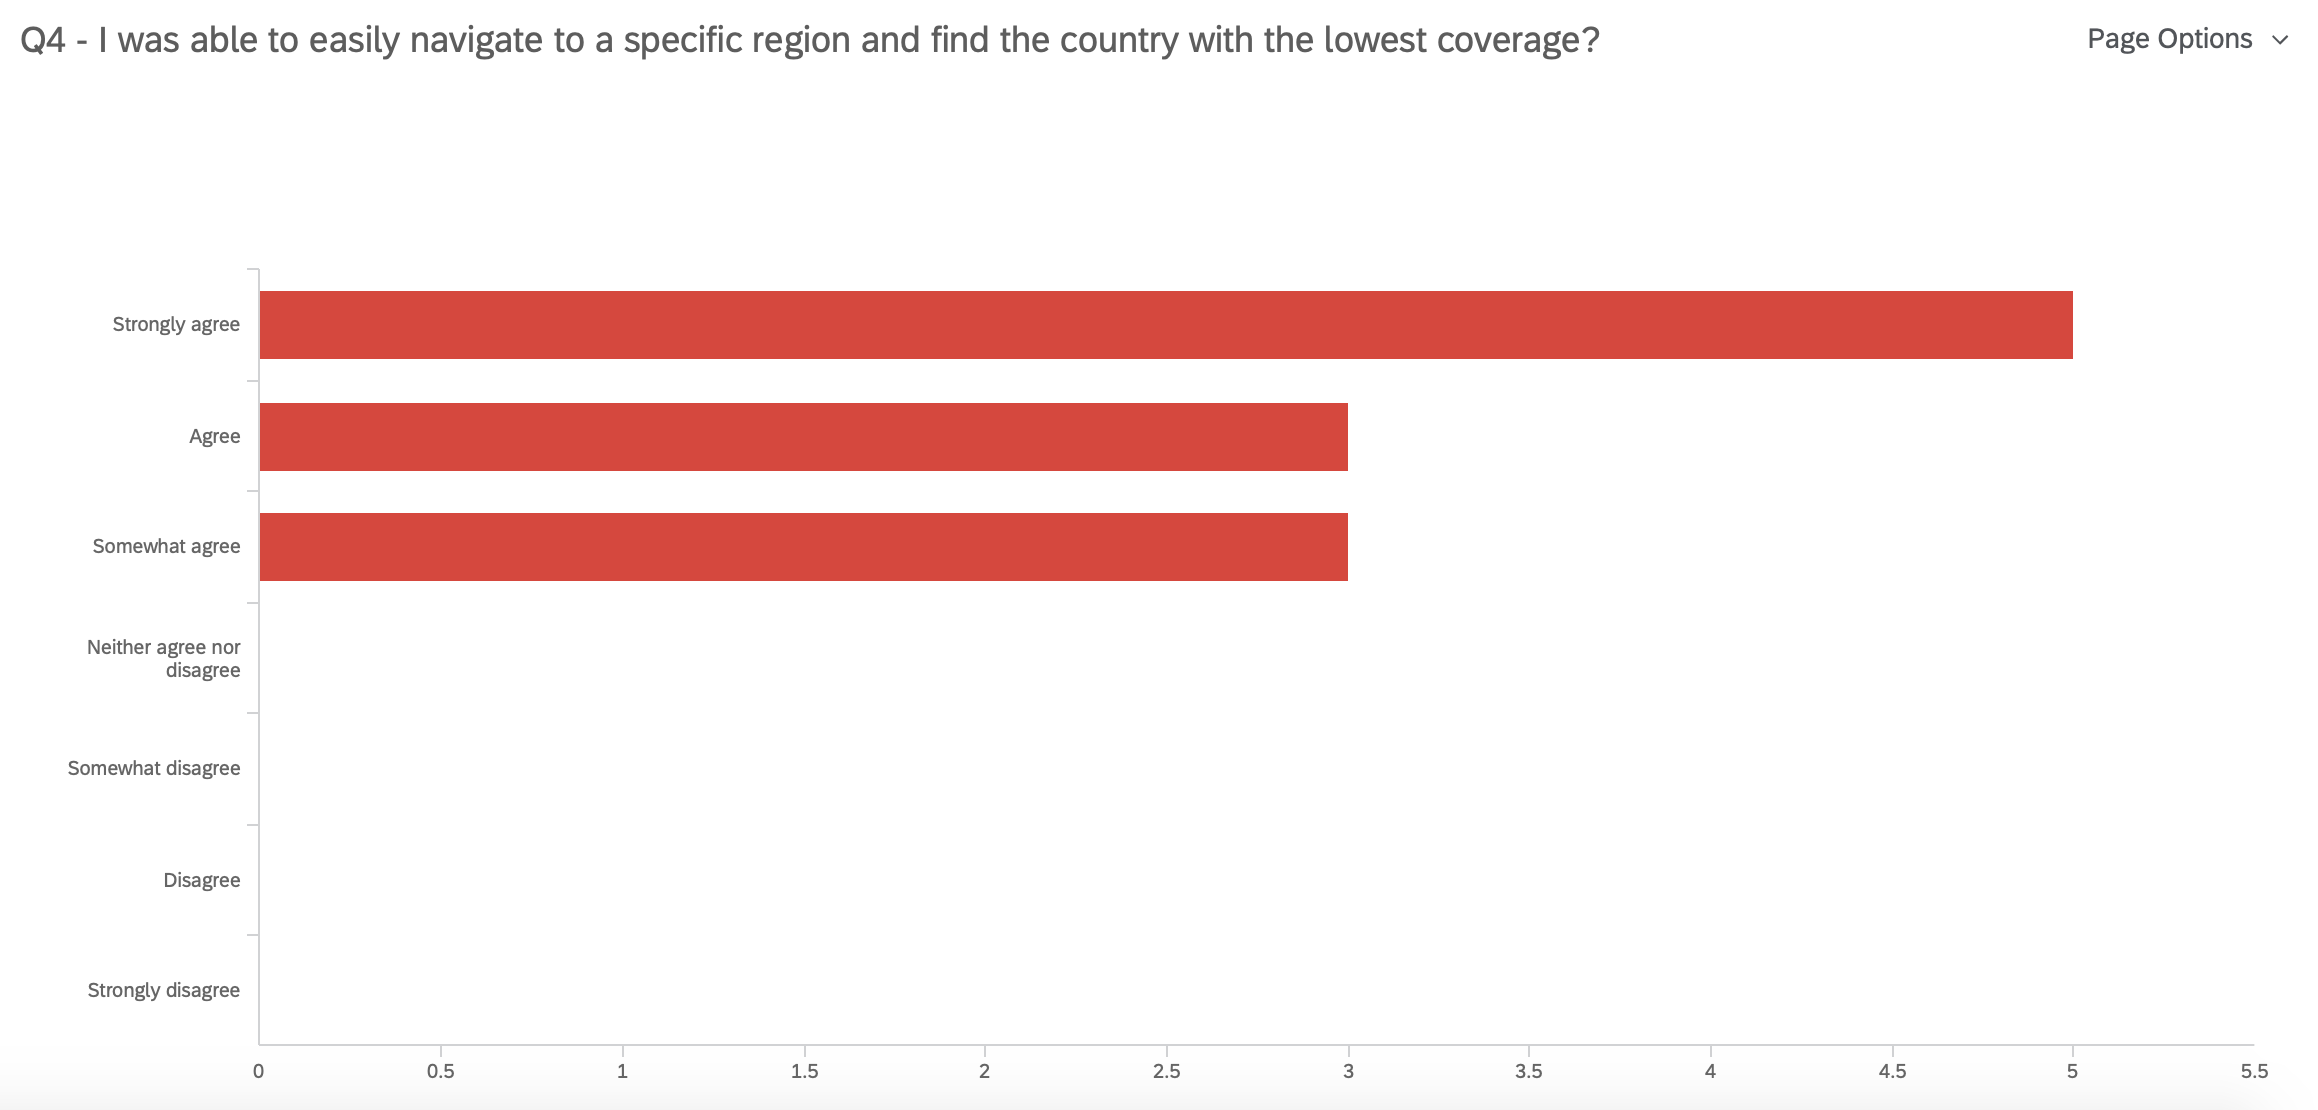 Q4 - I was able to easily navigate to a specific region and find the country with the lowest coverage?
Page Options
Strongly agree
Agree
Somewhat agree
Neither agree nor
disagree
Somewhat disagree
Disagree
Strongly disagree
0 0.5 1 1.5 2 2.5 3 3.5 4 4.5 5 5.5